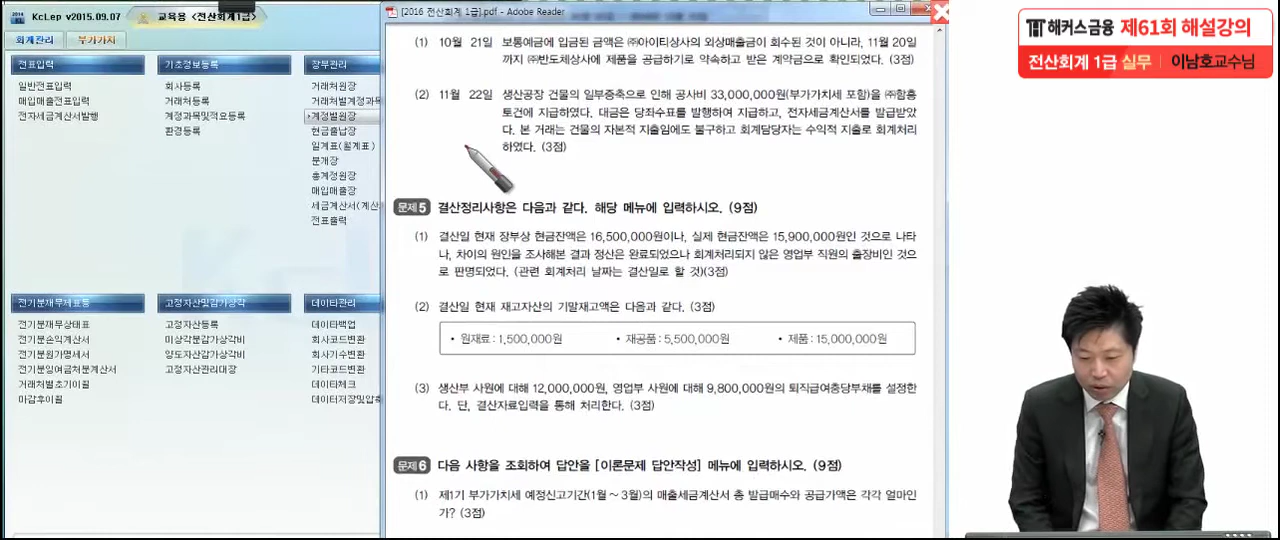 KcLep v2015.09.07
교육용 <전산회계1급>
회계관리
부가가치
전표입력
일반전표입력
매입매출전표입력
전자세금계산서발행
기초정보등록
회사등록
거래처등록
계정과목및적요등록
환경등록
장부관리
거래처원장
거래처별계정과목
계정별원장
현금출납장
일계표(월계표)
분개장
총계정원장
매입매출장
세금계산서(계산
전표출력
전기분재무제표등
전기분재무상태표
전기분손익계산서
전기분원가명세서
전기분잉여금처분계산서
거래처별초기이월
마감후이월
고정자산및감가상각
고정자산등록
미상각분감가상각비
양도자산감가상각비
고정자산관리대장
데이타관리
데이타백업
회사코드변환
회사기수변환
기타코드변환
데이타체크
데이타저장및압축
[2016 전산회계 1급].pdf - Adobe Reader
(1) 10월 21일 보통예금에 입금된 금액은 ㈜아이티상사의 외상매출금이 회수된 것이 아니라, 11월 20일
까지 ㈜반도체상사에 제품을 공급하기로 약속하고 받은 계약금으로 확인되었다. (3점)
(2) 11월 22일 생산공장 건물의 일부증축으로 인해 공사비 33,000,000원(부가가치세 포함)을 ㈜함흥
토건에 지급하였다. 대금은 당좌수표를 발행하여 지급하고, 전자세금계산서를 발급받았
다. 본 거래는 건물의 자본적 지출임에도 불구하고 회계담당자는 수익적 지출로 회계처리
하였다. (3점)
문제5 결산정리사항은 다음과 같다. 해당 메뉴에 입력하시오. (9점)
(1) 결산일 현재 장부상 현금잔액은 16,500,000원이나, 실제 현금잔액은 15,900,000원인 것으로 나타
나, 차이의 원인을 조사해본 결과 정산은 완료되었으나 회계처리되지 않은 영업부 직원의 출장비인 것으
로 판명되었다. (관련 회계처리 날짜는 결산일로 할 것)(3점)
(2) 결산일 현재 재고자산의 기말재고액은 다음과 같다. (3점)
• 원재료 : 1,500,000원 • 재공품 : 5,500,000원 • 제품 : 15,000,000원
(3) 생산부 사원에 대해 12,000,000원, 영업부 사원에 대해 9,800,000원의 퇴직급여충당부채를 설정한
다. 단, 결산자료입력을 통해 처리한다. (3점)
문제6 다음 사항을 조회하여 답안을 [이론문제 답안작성] 메뉴에 입력하시오. (9점)
(1) 제1기 부가가치세 예정신고기간(1월 ~ 3월)의 매출세금계산서 총 발급매수와 공급가액은 각각 얼마인
가? (3점)
해커스금융 제61회 해설강의
전산회계 1급 실무 이남호교수님